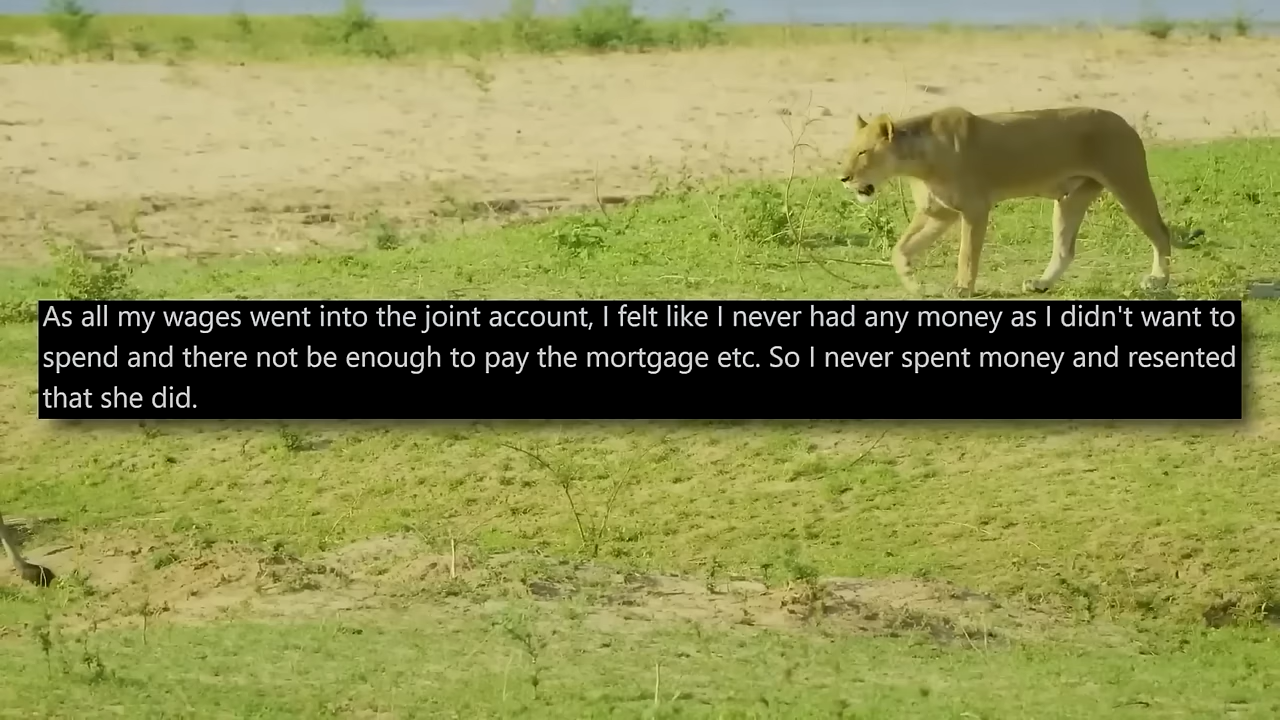 As all my wages went into the joint account, I felt like I never had any money as I didn't want to
spend and there not be enough to pay the mortgage etc. So I never spent money and resented
that she did.